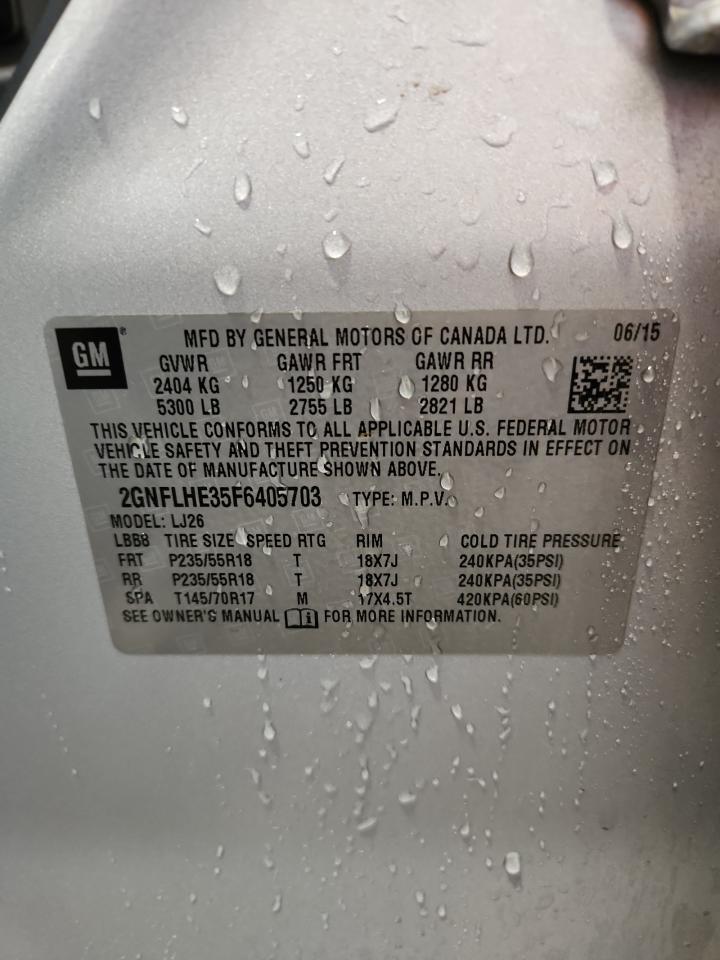 GM ® MFD BY GENERAL MOTORS OF CANADA LTD. 06/15
GVWR GAWR FRT GAWR RR
2404 KG 1250 KG 1280 KG
5300 LB 2755 LB 2821 LB
THIS VEHICLE CONFORMS TO ALL APPLICABLE U.S. FEDERAL MOTOR
VEHICLE SAFETY AND THEFT PREVENTION STANDARDS IN EFFECT ON
THE DATE OF MANUFACTURE SHOWN ABOVE.
2GNFLHE35F6405703 TYPE: M.P.V.
MODEL: LJ26
LBBB TIRE SIZE SPEED RTG RIM COLD TIRE PRESSURE
FRT P235/55R18 T 18X7J 240KPA(35PSI)
RR P235/55R18 T 18X7J 240KPA(35PSI)
SPA T145/70R17 M 17X4.5T 420KPA(60PSI)
SEE OWNER'S MANUAL i FOR MORE INFORMATION.